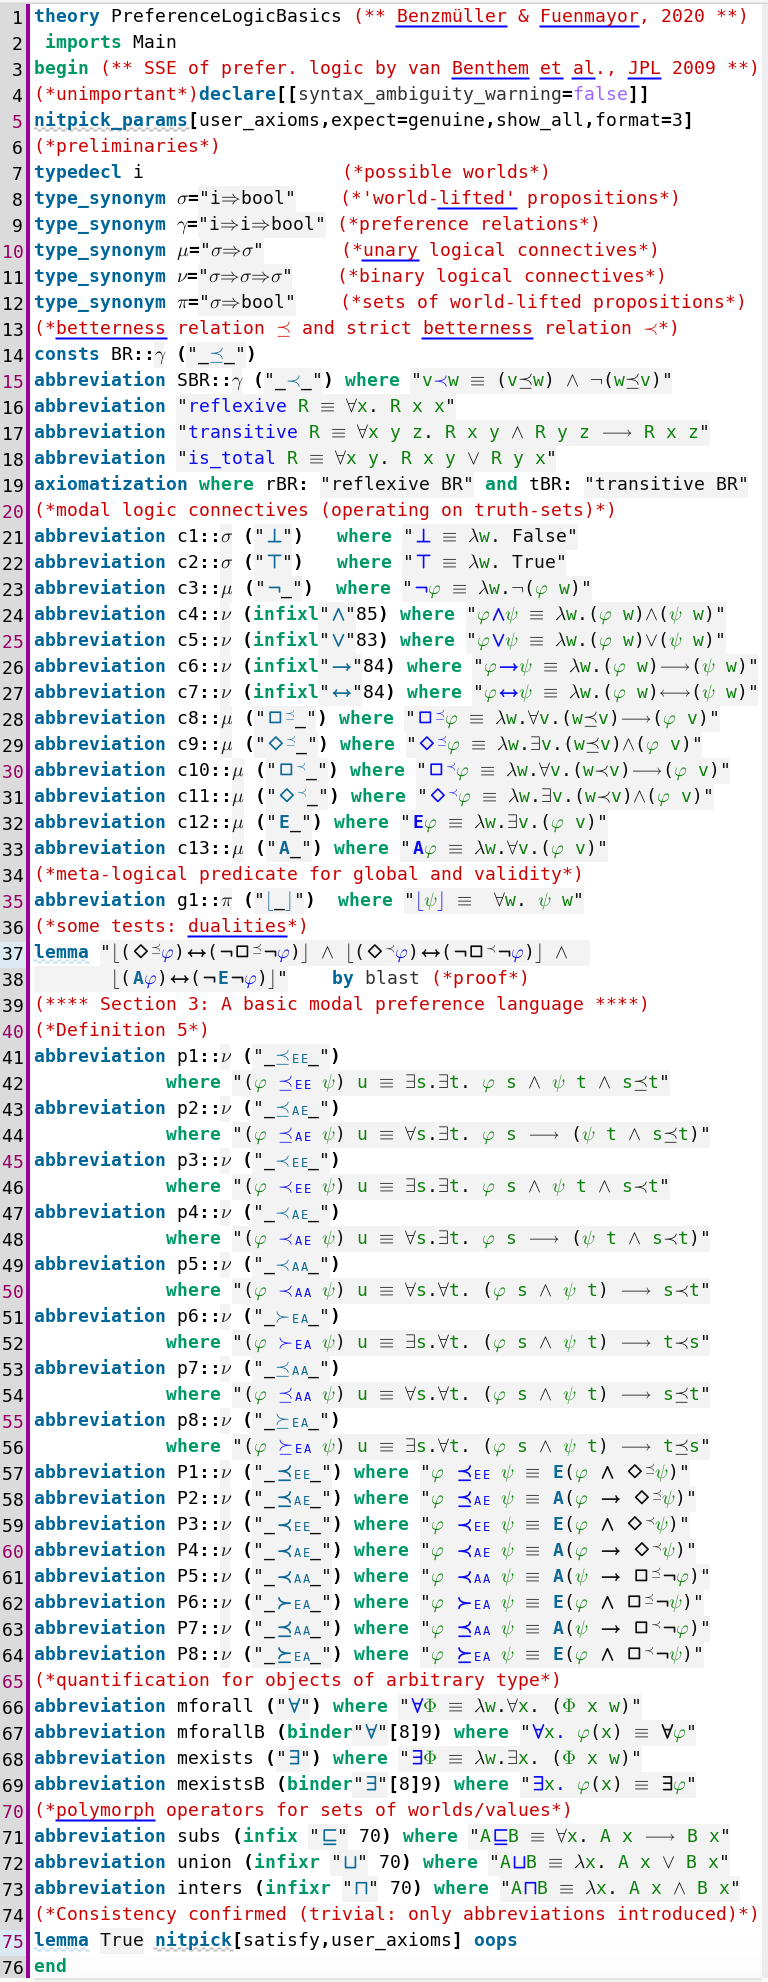 1 theory PreferenceLogicBasics (** Benzmüller & Fuenmayor, 2020 **)
2 imports Main
3 begin (** SSE of prefer. logic by van Benthem et al., JPL 2009 **)
4 (*unimportant*)declare[[syntax_ambiguity_warning=false]]
5 nitpick_params[user_axioms,expect=genuine,show_all,format=3]
6 (*preliminaries*)
7 typedecl i (*possible worlds*)
8 type_synonym σ="i⇒bool" (*'world-lifted' propositions*)
9 type_synonym γ="i⇒i⇒bool" (*preference relations*)
10 type_synonym μ="σ⇒σ" (*unary logical connectives*)
11 type_synonym ν="σ⇒σ⇒σ" (*binary logical connectives*)
12 type_synonym π="σ⇒bool" (*sets of world-lifted propositions*)
13 (*betterness relation ⪯ and strict betterness relation ≺*)
14 consts BR::γ ("_⪯_")
15 abbreviation SBR::γ ("_≺_") where "v≺w ≡ (v⪯w) ∧ ¬(w⪯v)"
16 abbreviation "reflexive R ≡ ∀x. R x x"
17 abbreviation "transitive R ≡ ∀x y z. R x y ∧ R y z ⟶ R x z"
18 abbreviation "is_total R ≡ ∀x y. R x y ∨ R y x"
19 axiomatization where rBR: "reflexive BR" and tBR: "transitive BR"
20 (*modal logic connectives (operating on truth-sets)*)
21 abbreviation c1::σ ("⊥") where "⊥ ≡ λw. False"
22 abbreviation c2::σ ("⊤") where "⊤ ≡ λw. True"
23 abbreviation c3::μ ("¬_") where "¬φ ≡ λw.¬(φ w)"
24 abbreviation c4::ν (infixl"∧"85) where "φ∧ψ ≡ λw.(φ w)∧(ψ w)"
25 abbreviation c5::ν (infixl"∨"83) where "φ∨ψ ≡ λw.(φ w)∨(ψ w)"
26 abbreviation c6::ν (infixl"→"84) where "φ→ψ ≡ λw.(φ w)⟶(ψ w)"
27 abbreviation c7::ν (infixl"↔"84) where "φ↔ψ ≡ λw.(φ w)⟷(ψ w)"
28 abbreviation c8::μ ("□⪯_") where "□⪯φ ≡ λw.∀v.(w⪯v)⟶(φ v)"
29 abbreviation c9::μ ("◇⪯_") where "◇⪯φ ≡ λw.∃v.(w⪯v)∧(φ v)"
30 abbreviation c10::μ ("□≺_") where "□≺φ ≡ λw.∀v.(w≺v)⟶(φ v)"
31 abbreviation c11::μ ("◇≺_") where "◇≺φ ≡ λw.∃v.(w≺v)∧(φ v)"
32 abbreviation c12::μ ("E_") where "Eφ ≡ λw.∃v.(φ v)"
33 abbreviation c13::μ ("A_") where "Aφ ≡ λw.∀v.(φ v)"
34 (*meta-logical predicate for global and validity*)
35 abbreviation g1::π ("⌊_⌋") where "⌊ψ⌋ ≡ ∀w. ψ w"
36 (*some tests: dualities*)
37 lemma "⌊(◇⪯φ)↔(¬□⪯¬φ)⌋ ∧ ⌊(◇≺φ)↔(¬□≺¬φ)⌋ ∧
38 ⌊(Aφ)↔(¬E¬φ)⌋" by blast (*proof*)
39 (**** Section 3: A basic modal preference language ****)
40 (*Definition 5*)
41 abbreviation p1::ν ("_⪯EE_")
42 where "(φ ⪯EE ψ) u ≡ ∃s.∃t. φ s ∧ ψ t ∧ s⪯t"
43 abbreviation p2::ν ("_⪯AE_")
44 where "(φ ⪯AE ψ) u ≡ ∀s.∃t. φ s ⟶ (ψ t ∧ s⪯t)"
45 abbreviation p3::ν ("_≺EE_")
46 where "(φ ≺EE ψ) u ≡ ∃s.∃t. φ s ∧ ψ t ∧ s≺t"
47 abbreviation p4::ν ("_≺AE_")
48 where "(φ ≺AE ψ) u ≡ ∀s.∃t. φ s ⟶ (ψ t ∧ s≺t)"
49 abbreviation p5::ν ("_≺AA_")
50 where "(φ ≺AA ψ) u ≡ ∀s.∀t. (φ s ∧ ψ t) ⟶ s≺t"
51 abbreviation p6::ν ("_≻EA_")
52 where "(φ ≻EA ψ) u ≡ ∃s.∀t. (φ s ∧ ψ t) ⟶ t≺s"
53 abbreviation p7::ν ("_⪯AA_")
54 where "(φ ⪯AA ψ) u ≡ ∀s.∀t. (φ s ∧ ψ t) ⟶ s⪯t"
55 abbreviation p8::ν ("_⪰EA_")
56 where "(φ ⪰EA ψ) u ≡ ∃s.∀t. (φ s ∧ ψ t) ⟶ t⪯s"
57 abbreviation P1::ν ("_⪯EE_") where "φ ⪯EE ψ ≡ E(φ ∧ ◇⪯ψ)"
58 abbreviation P2::ν ("_⪯AE_") where "φ ⪯AE ψ ≡ A(φ → ◇⪯ψ)"
59 abbreviation P3::ν ("_≺EE_") where "φ ≺EE ψ ≡ E(φ ∧ ◇≺ψ)"
60 abbreviation P4::ν ("_≺AE_") where "φ ≺AE ψ ≡ A(φ → ◇≺ψ)"
61 abbreviation P5::ν ("_≺AA_") where "φ ≺AA ψ ≡ A(ψ → □⪯¬φ)"
62 abbreviation P6::ν ("_≻EA_") where "φ ≻EA ψ ≡ E(φ ∧ □⪯¬ψ)"
63 abbreviation P7::ν ("_⪯AA_") where "φ ⪯AA ψ ≡ A(ψ → □≺¬φ)"
64 abbreviation P8::ν ("_⪰EA_") where "φ ⪰EA ψ ≡ E(φ ∧ □≺¬ψ)"
65 (*quantification for objects of arbitrary type*)
66 abbreviation mforall ("∀") where "∀Φ ≡ λw.∀x. (Φ x w)"
67 abbreviation mforallB (binder"∀"[8]9) where "∀x. φ(x) ≡ ∀φ"
68 abbreviation mexists ("∃") where "∃Φ ≡ λw.∃x. (Φ x w)"
69 abbreviation mexistsB (binder"∃"[8]9) where "∃x. φ(x) ≡ ∃φ"
70 (*polymorph operators for sets of worlds/values*)
71 abbreviation subs (infix "⊑" 70) where "A⊑B ≡ ∀x. A x ⟶ B x"
72 abbreviation union (infixr "⊔" 70) where "A⊔B ≡ λx. A x ∨ B x"
73 abbreviation inters (infixr "⊓" 70) where "A⊓B ≡ λx. A x ∧ B x"
74 (*Consistency confirmed (trivial: only abbreviations introduced)*)
75 lemma True nitpick[satisfy,user_axioms] oops
76 end